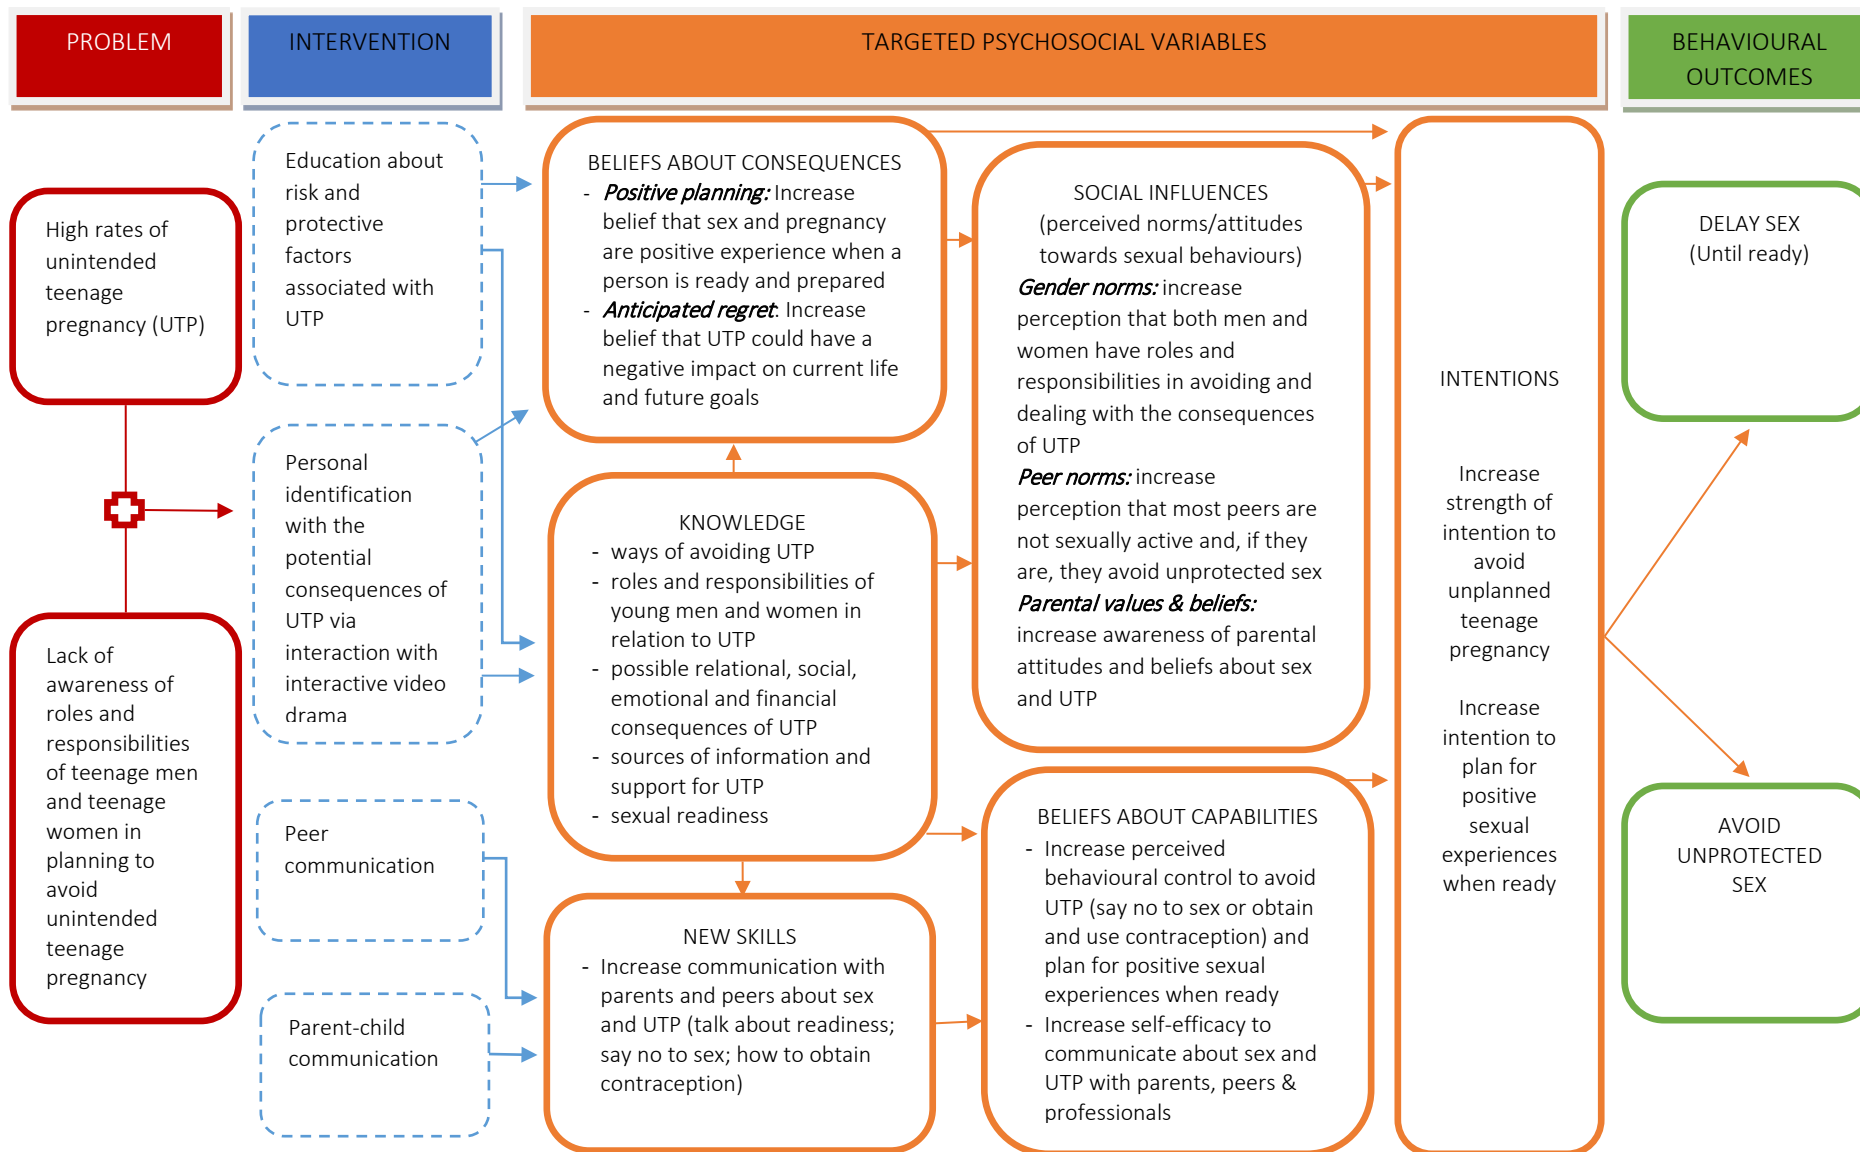 PROBLEM
INTERVENTION
TARGETED PSYCHOSOCIAL VARIABLES
BEHAVIOURAL
OUTCOMES
High rates of
unintended
teenage
pregnancy (UTP)
Lack of
awareness of
roles and
responsibilities
of teenage men
and teenage
women in
planning to
avoid
unintended
teenage
pregnancy
Education about
risk and
protective
factors
associated with
UTP
Personal
identification
with the
potential
consequences of
UTP via
interaction with
interactive video
drama
Peer
communication
Parent-child
communication
BELIEFS ABOUT CONSEQUENCES
- Positive planning: Increase
belief that sex and pregnancy
are positive experience when a
person is ready and prepared
- Anticipated regret: Increase
belief that UTP could have a
negative impact on current life
and future goals
KNOWLEDGE
- ways of avoiding UTP
- roles and responsibilities of
young men and women in
relation to UTP
- possible relational, social,
emotional and financial
consequences of UTP
- sources of information and
support for UTP
- sexual readiness
NEW SKILLS
- Increase communication with
parents and peers about sex
and UTP (talk about readiness;
say no to sex; how to obtain
contraception)
SOCIAL INFLUENCES
(perceived norms/attitudes
towards sexual behaviours)
Gender norms: increase
perception that both men and
women have roles and
responsibilities in avoiding and
dealing with the consequences
of UTP
Peer norms: increase
perception that most peers are
not sexually active and, if they
are, they avoid unprotected sex
Parental values & beliefs:
increase awareness of parental
attitudes and beliefs about sex
and UTP
BELIEFS ABOUT CAPABILITIES
- Increase perceived
behavioural control to avoid
UTP (say no to sex or obtain
and use contraception) and
plan for positive sexual
experiences when ready
- Increase self-efficacy to
communicate about sex and
UTP with parents, peers &
professionals
INTENTIONS
Increase
strength of
intention to
avoid
unplanned
teenage
pregnancy
Increase
intention to
plan for
positive
sexual
experiences
when ready
DELAY SEX
(Until ready)
AVOID
UNPROTECTED
SEX